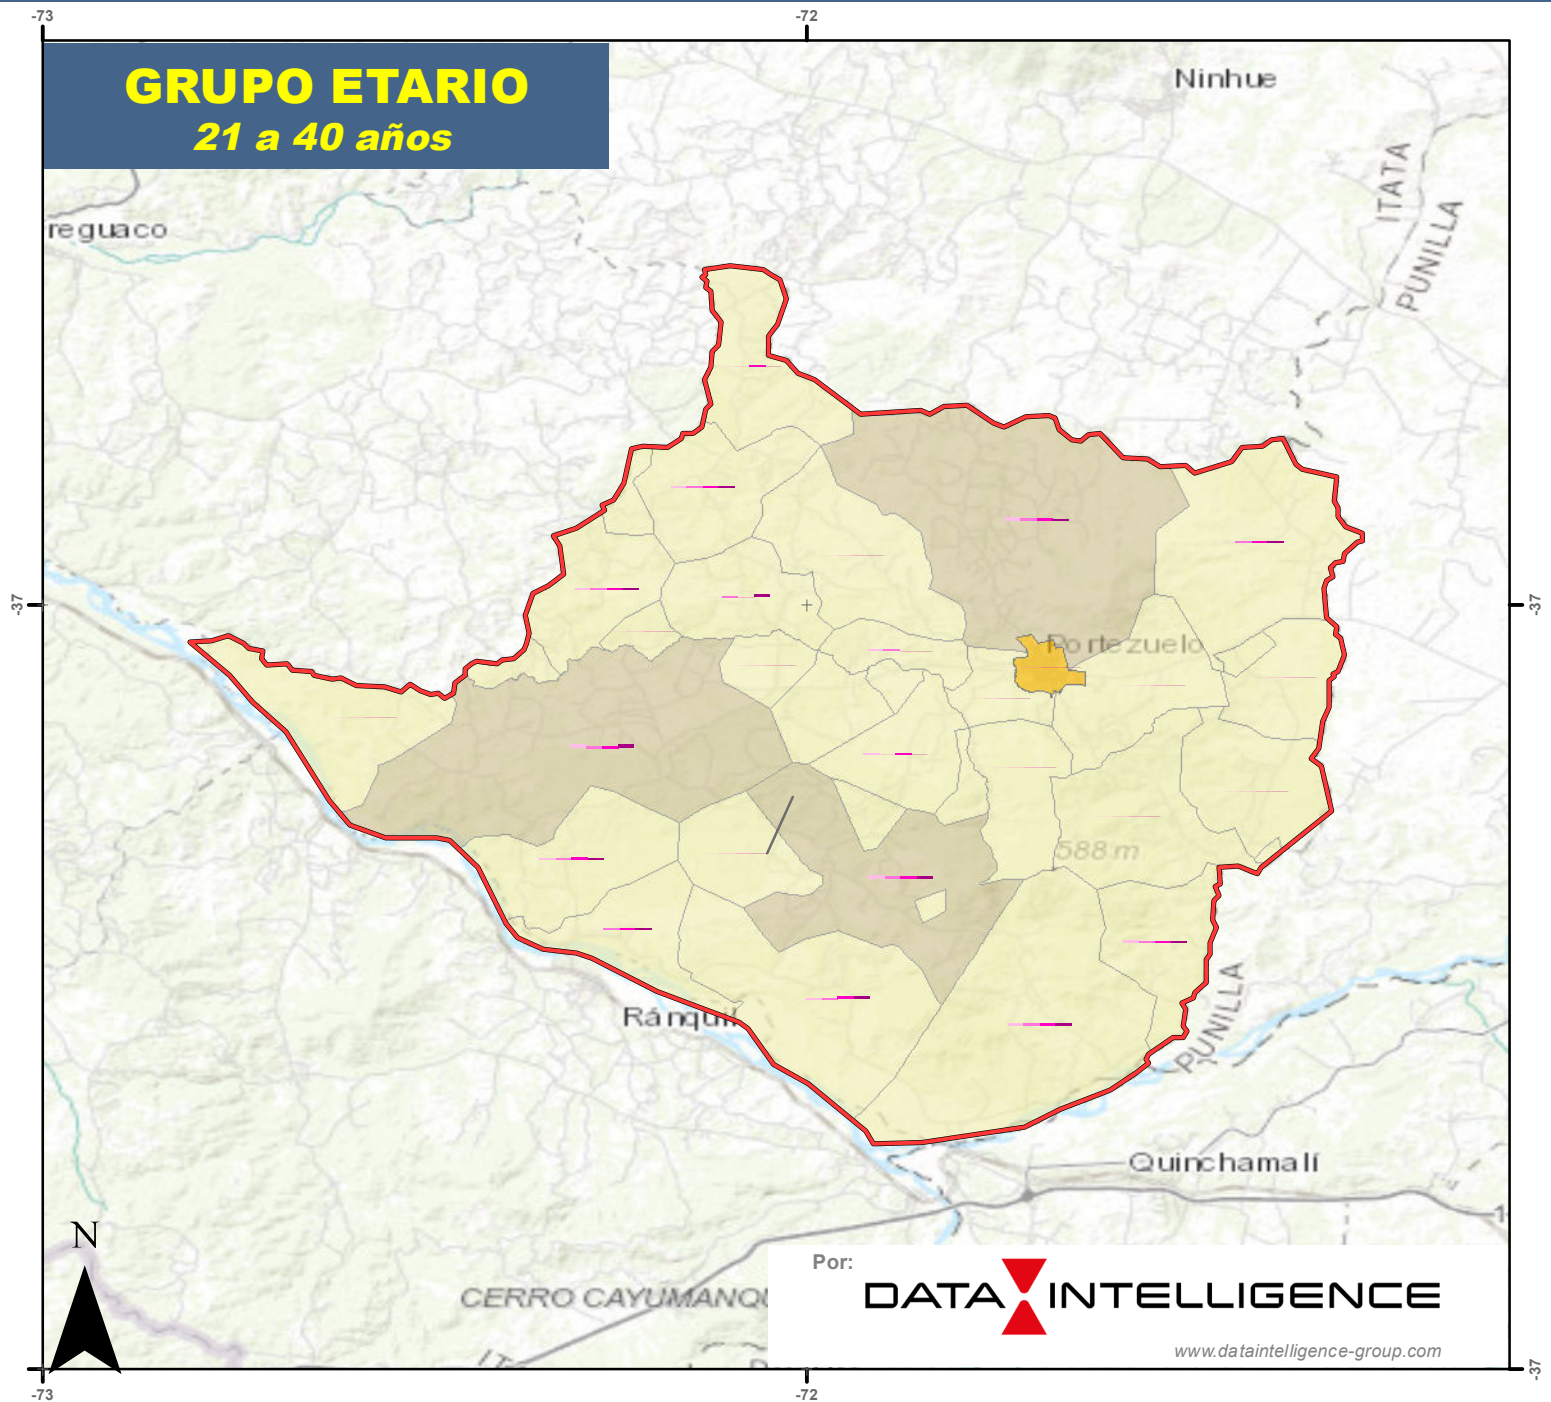 -73
-72
GRUPO ETARIO
21 a 40 años
Ninhue
ITATA
PUNILLA
reguaco
-37
-37
Portezuelo
588 m
Ránquil
PUNILLA
Quinchamalí
N
Por:
DATA INTELLIGENCE
CERRO CAYUMANQU
www.dataintelligence-group.com
-37
-73
-72